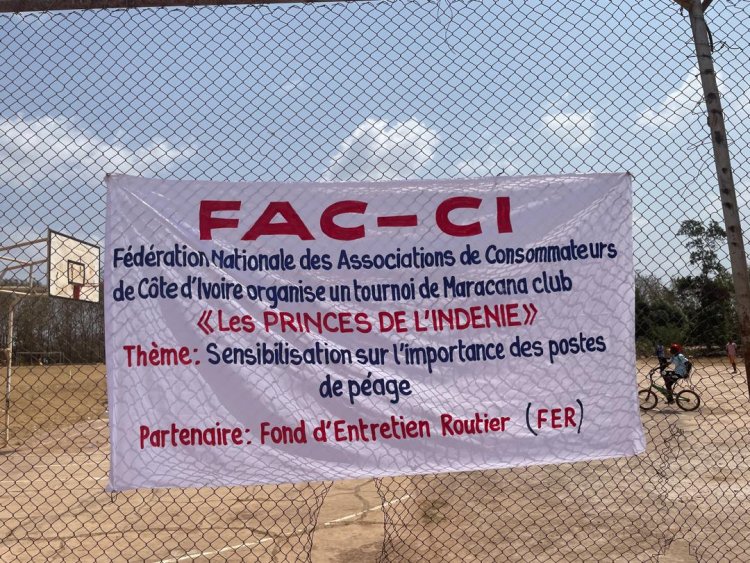 FAC-CI
Fédération Nationale des Associations de Consommateurs
de Côte d'Ivoire organise un tournoi de Maracana club
«Les PRINCES DE L'INDENIE»
Thème: Sensibilisation sur l'importance des postes
de péage
Partenaire: Fond d'Entretien Routier (FER)